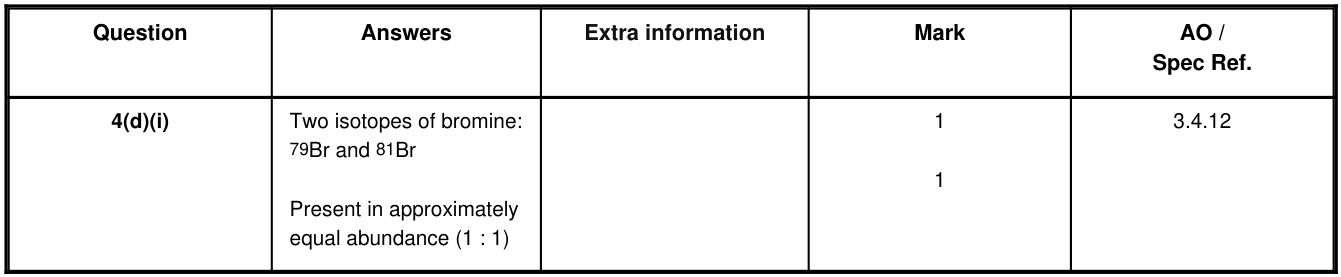 Question Answers Extra information Mark AO /
Spec Ref.
4(d)(i) Two isotopes of bromine: 1 3.4.12
79Br and 81Br
1
Present in approximately
equal abundance (1 : 1)